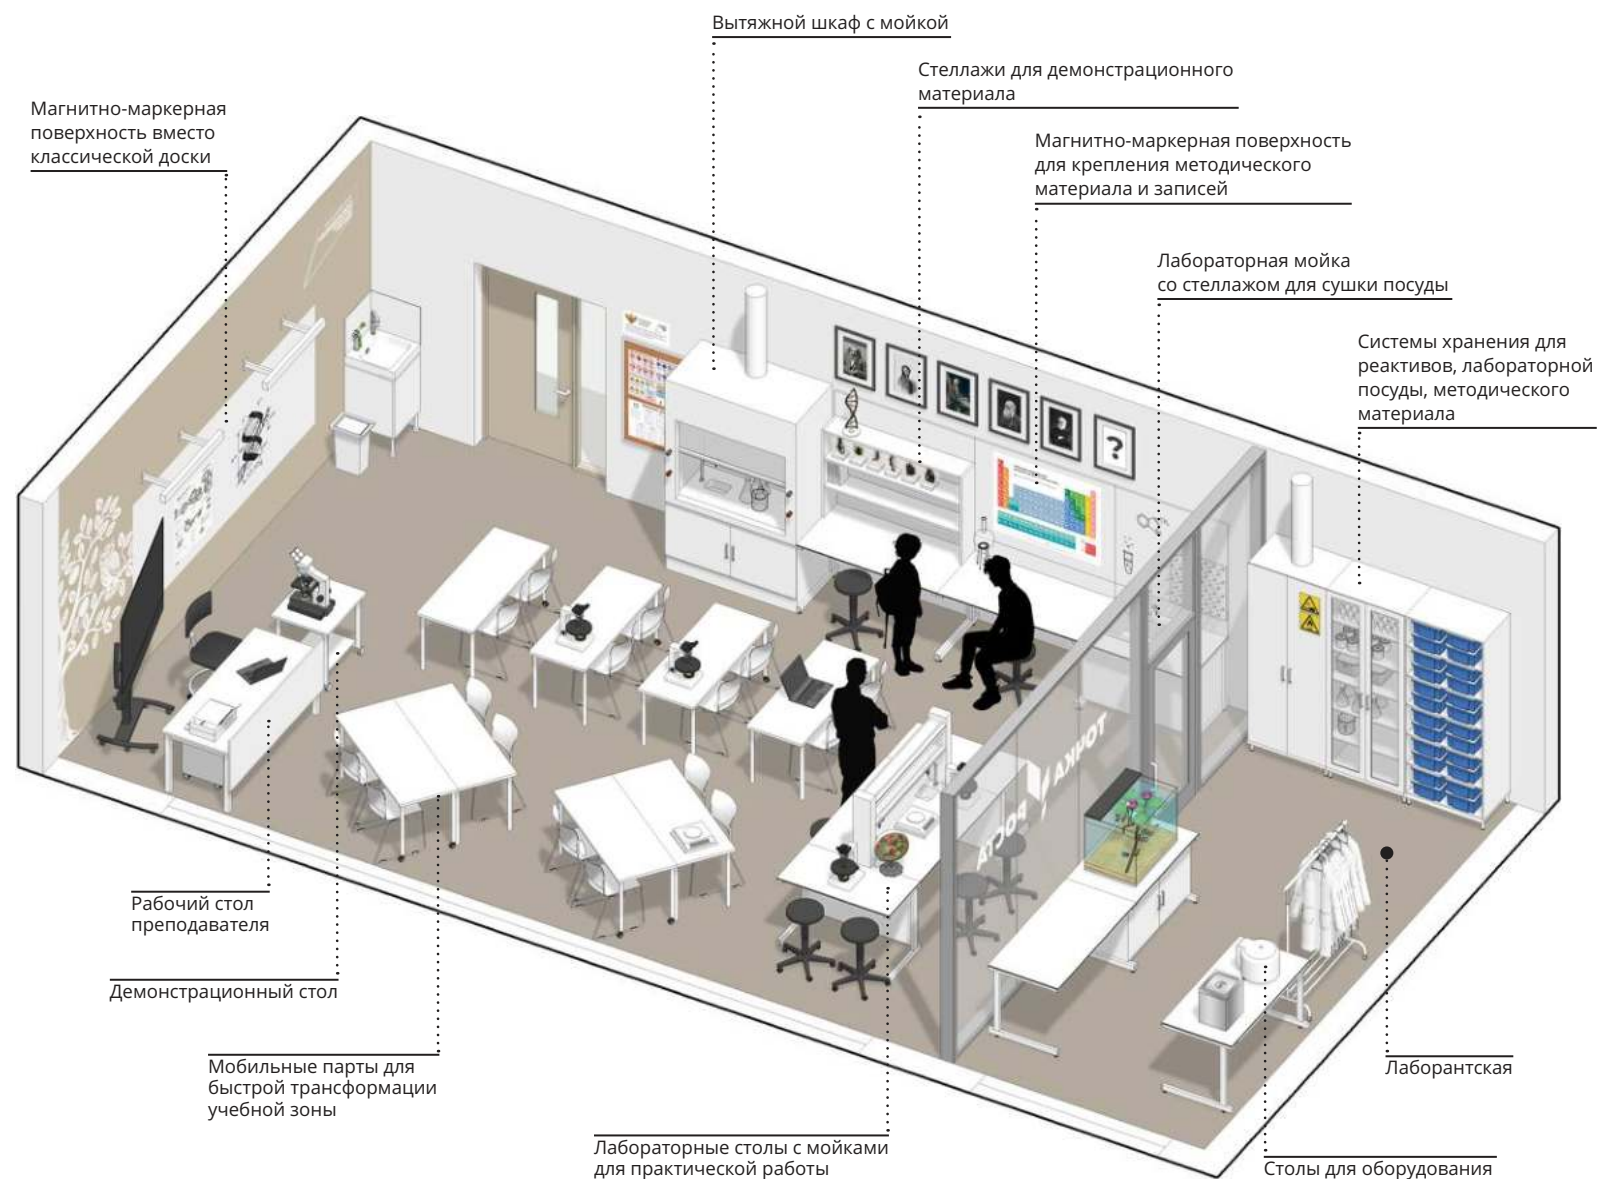 Вытяжной шкаф с мойкой
Стеллажи для демонстрационного
материала
Магнитно-маркерная
поверхность вместо
классической доски
Магнитно-маркерная поверхность
для крепления методического
материала и записей
Лабораторная мойка
со стеллажом для сушки посуды
Системы хранения для
реактивов, лабораторной
посуды, методического
материала
?
ТОЧКА
РОСТА
Рабочий стол
преподавателя
Демонстрационный стол
Мобильные парты для
быстрой трансформации
учебной зоны
Лаборантская
Лабораторные столы с мойками
для практической работы
Столы для оборудования